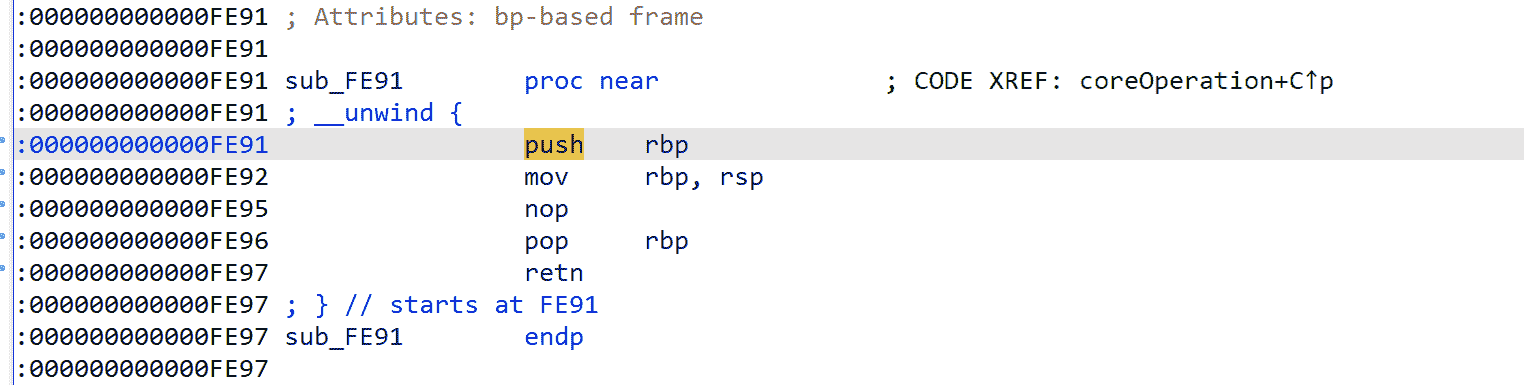 :000000000000FE91 ; Attributes: bp-based frame
:000000000000FE91
:000000000000FE91 sub_FE91        proc near               ; CODE XREF: coreOperation+C↑p
:000000000000FE91 ; __unwind {
:000000000000FE91                 push    rbp
:000000000000FE92                 mov     rbp, rsp
:000000000000FE95                 nop
:000000000000FE96                 pop     rbp
:000000000000FE97                 retn
:000000000000FE97 ; } // starts at FE91
:000000000000FE97 sub_FE91        endp
:000000000000FE97